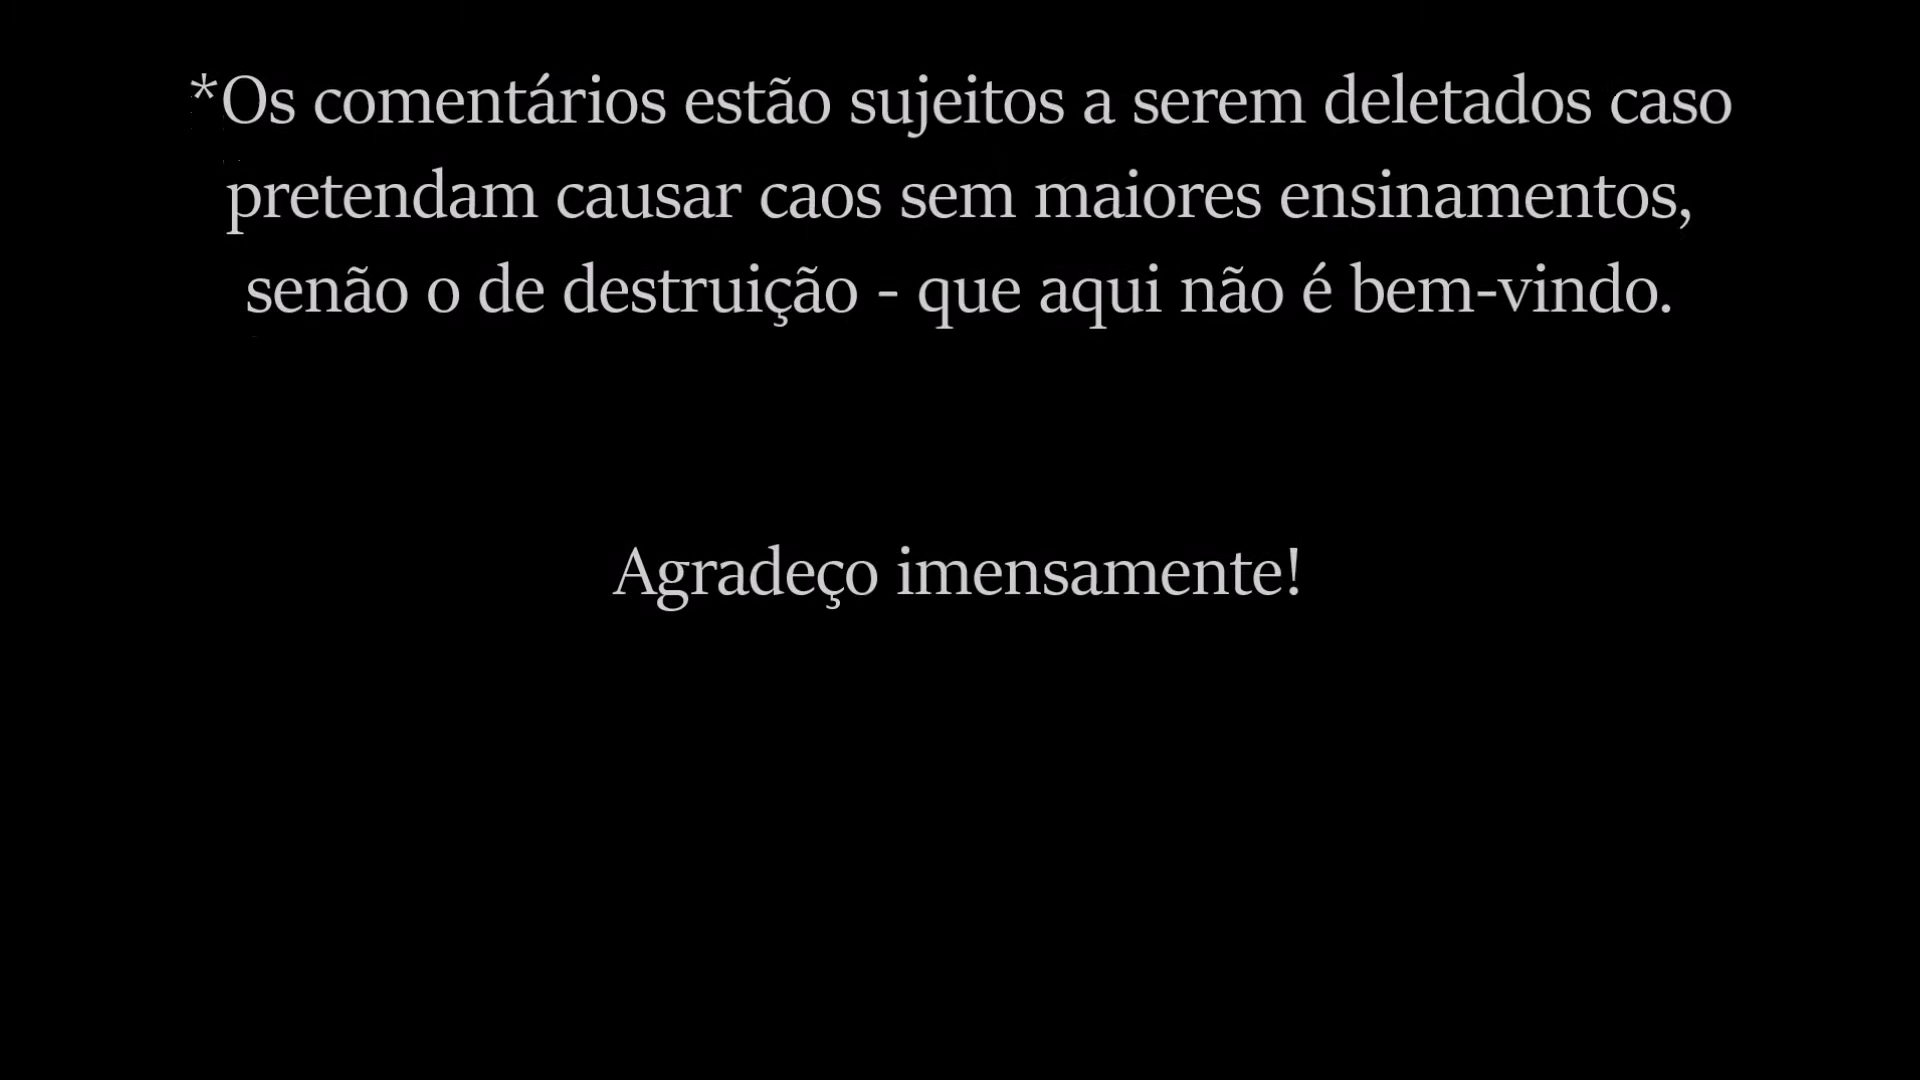 *Os comentários estão sujeitos a serem deletados caso
pretendam causar caos sem maiores ensinamentos,
senão o de destruição - que aqui não é bem-vindo.
Agradeço imensamente!